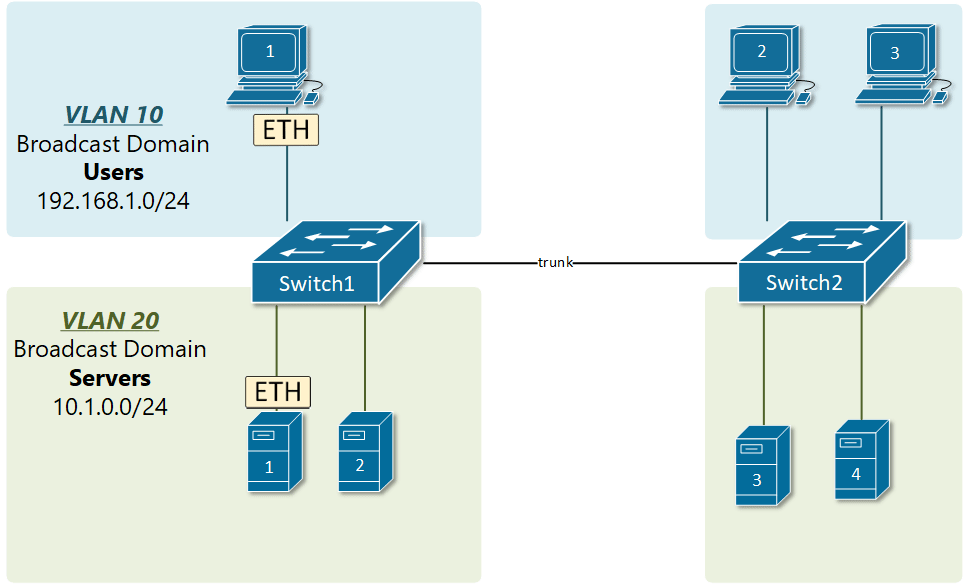 1
2
3
VLAN 10
Broadcast Domain
Users
192.168.1.0/24
ETH
Switch1
trunk
Switch2
VLAN 20
Broadcast Domain
Servers
10.1.0.0/24
ETH
1
2
3
4